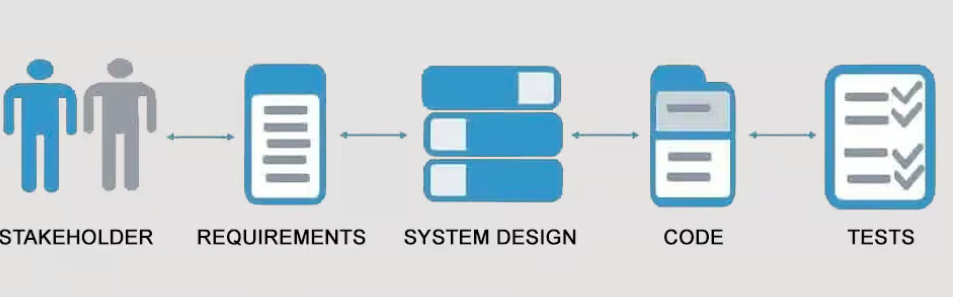 STAKEHOLDER
REQUIREMENTS
SYSTEM DESIGN
CODE
TESTS